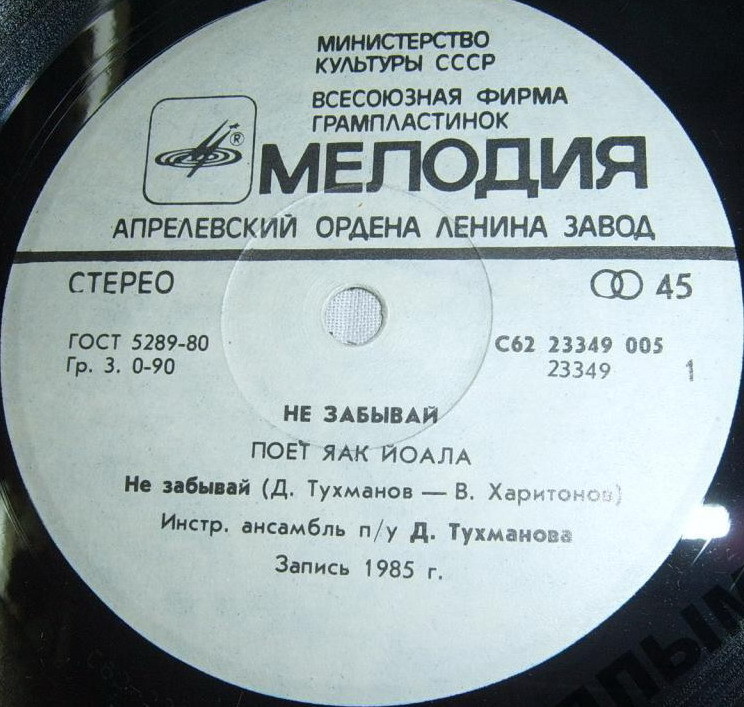 МИНИСТЕРСТВО
КУЛЬТУРЫ СССР
ВСЕСОЮЗНАЯ ФИРМА
ГРАМПЛАСТИНОК
®
МЕЛОДИЯ
АПРЕЛЕВСКИЙ ОРДЕНА ЛЕНИНА ЗАВОД
СТЕРЕО 45
ГОСТ 5289-80 С62 23349 005
Гр. 3. 0-90 23349 1
НЕ ЗАБЫВАЙ
ПОЕТ ЯАК ЙОАЛА
Не забывай (Д. Тухманов — В. Харитонов)
Инстр. ансамбль п/у Д. Тухманова
Запись 1985 г.